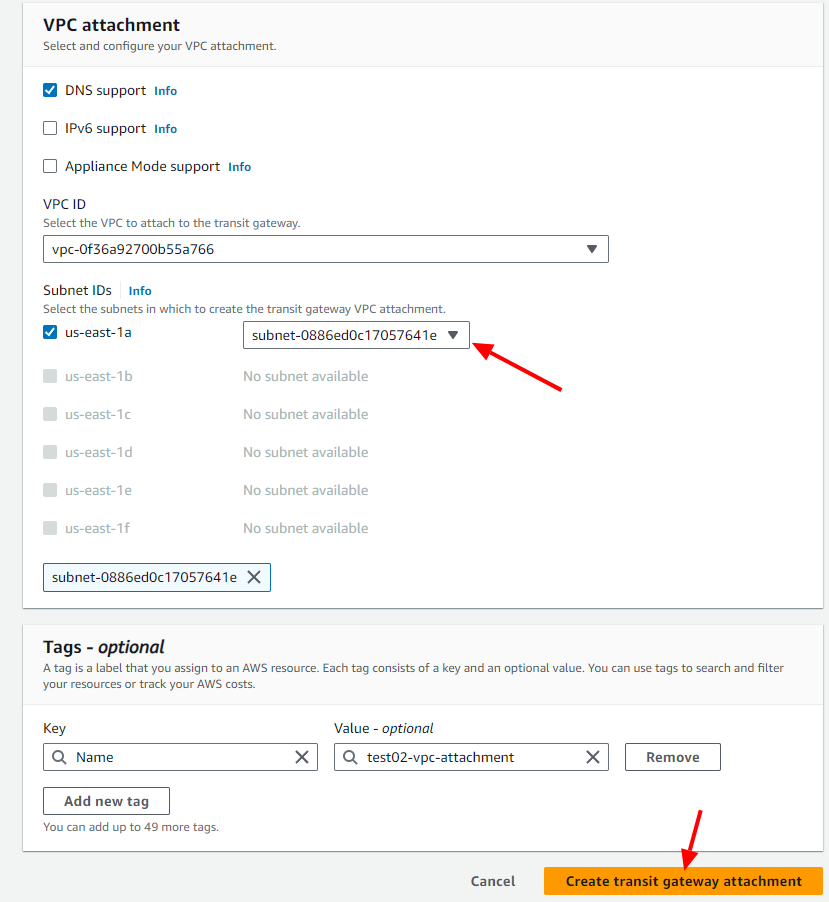 VPC attachment
Select and configure your VPC attachment.
DNS support Info
IPv6 support Info
Appliance Mode support Info
VPC ID
Select the VPC to attach to the transit gateway.
vpc-0f36a92700b55a766
Subnet IDs Info
Select the subnets in which to create the transit gateway VPC attachment.
us-east-1a subnet-0886ed0c17057641e
us-east-1b No subnet available
us-east-1c No subnet available
us-east-1d No subnet available
us-east-1e No subnet available
us-east-1f No subnet available
subnet-0886ed0c17057641e
Tags - optional
A tag is a label that you assign to an AWS resource. Each tag consists of a key and an optional value. You can use tags to search and filter
your resources or track your AWS costs.
Key Value - optional
Name test02-vpc-attachment Remove
Add new tag
You can add up to 49 more tags.
Cancel Create transit gateway attachment